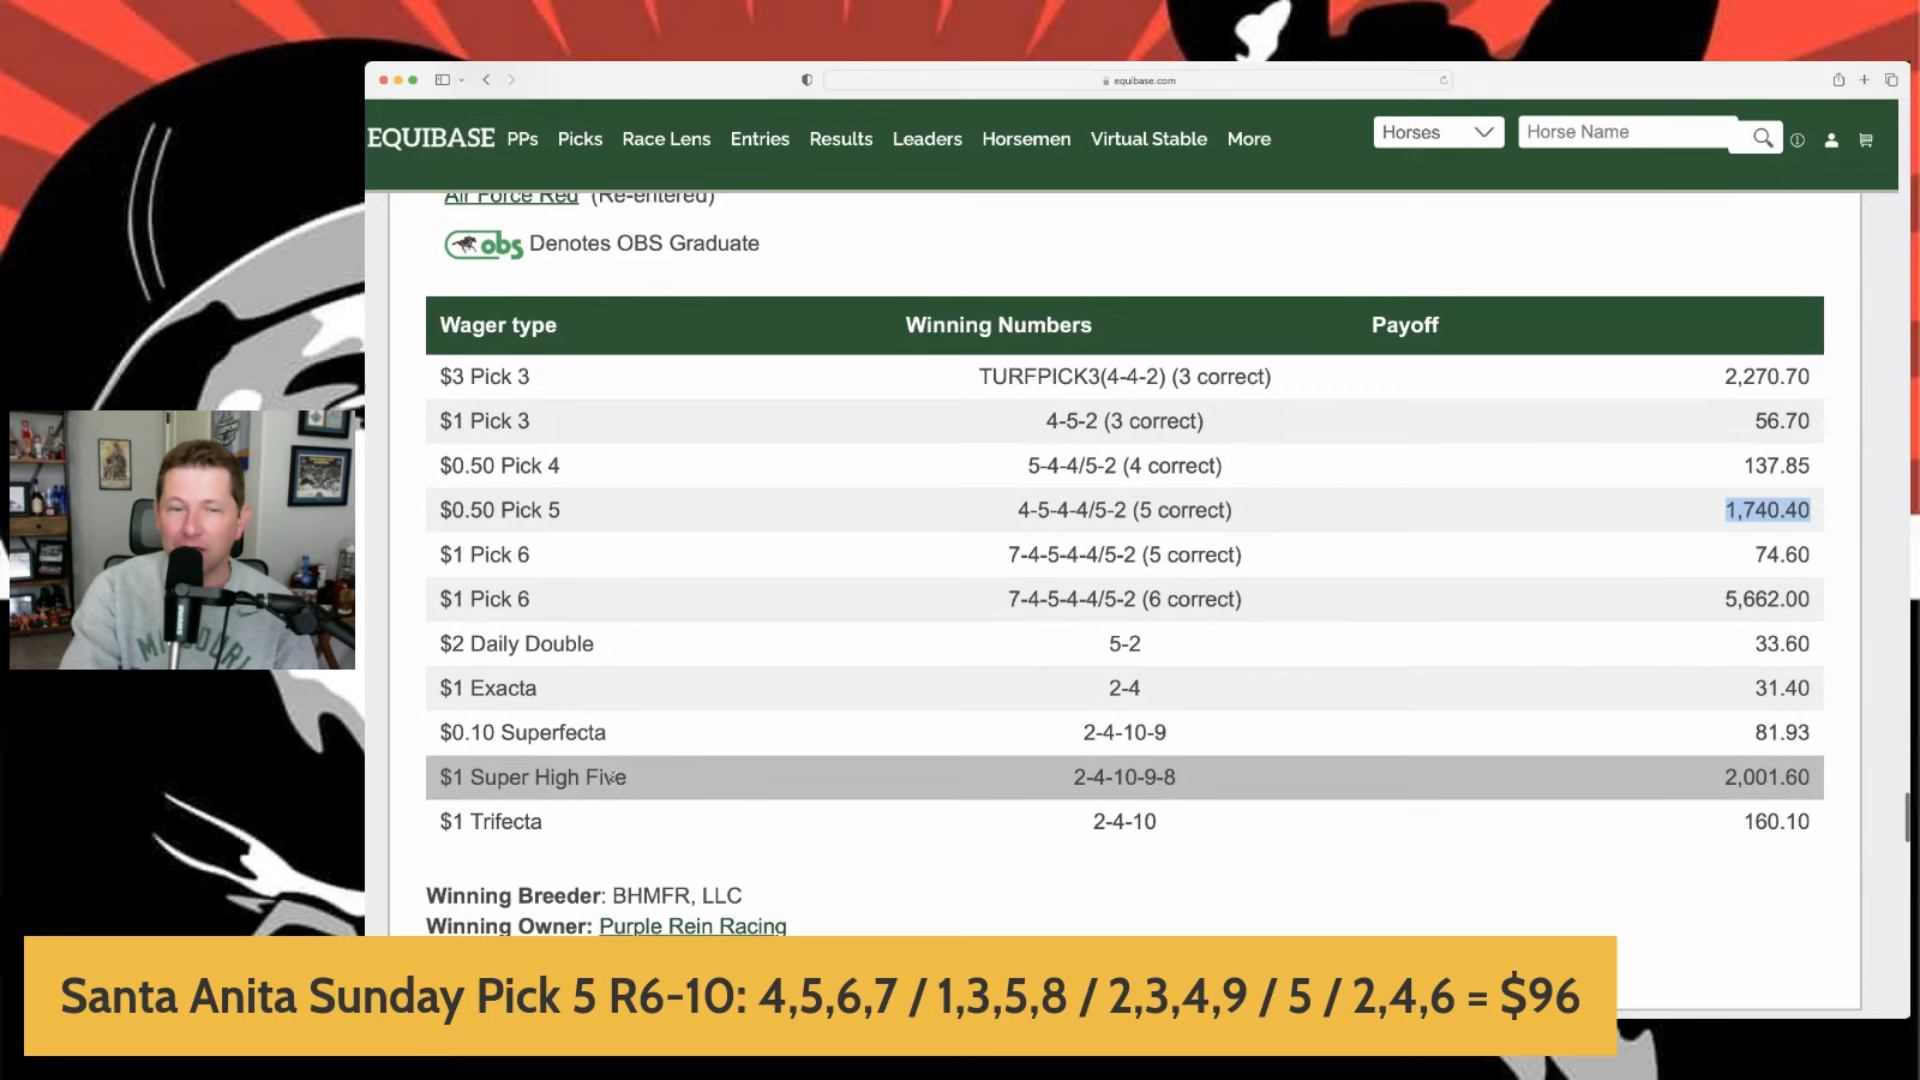 equibase.com
EQUIBASE PPs Picks Race Lens Entries Results Leaders Horsemen Virtual Stable More Horses Horse Name
Air Force Red (Re-entered)
obs Denotes OBS Graduate
Wager type Winning Numbers Payoff
$3 Pick 3 TURFPICK3(4-4-2) (3 correct) 2,270.70
$1 Pick 3 4-5-2 (3 correct) 56.70
$0.50 Pick 4 5-4-4/5-2 (4 correct) 137.85
$0.50 Pick 5 4-5-4-4/5-2 (5 correct) 1,740.40
$1 Pick 6 7-4-5-4-4/5-2 (5 correct) 74.60
$1 Pick 6 7-4-5-4-4/5-2 (6 correct) 5,662.00
$2 Daily Double 5-2 33.60
$1 Exacta 2-4 31.40
$0.10 Superfecta 2-4-10-9 81.93
$1 Super High Five 2-4-10-9-8 2,001.60
$1 Trifecta 2-4-10 160.10
Winning Breeder: BHMFR, LLC
Winning Owner: Purple Rein Racing
Santa Anita Sunday Pick 5 R6-10: 4,5,6,7 / 1,3,5,8 / 2,3,4,9 / 5 / 2,4,6 = $96